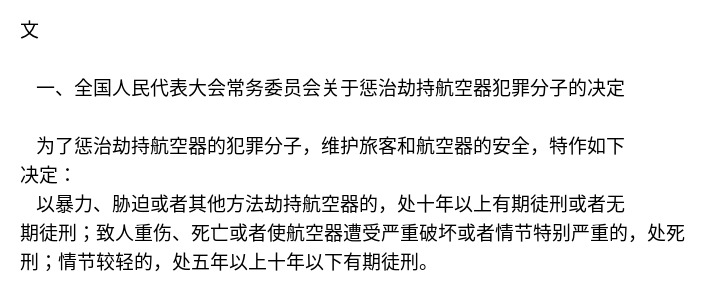 文
一、全国人民代表大会常务委员会关于惩治劫持航空器犯罪分子的决定
为了惩治劫持航空器的犯罪分子，维护旅客和航空器的安全，特作如下
决定：
以暴力、胁迫或者其他方法劫持航空器的，处十年以上有期徒刑或者无
期徒刑；致人重伤、死亡或者使航空器遭受严重破坏或者情节特别严重的，处死
刑；情节较轻的，处五年以上十年以下有期徒刑。